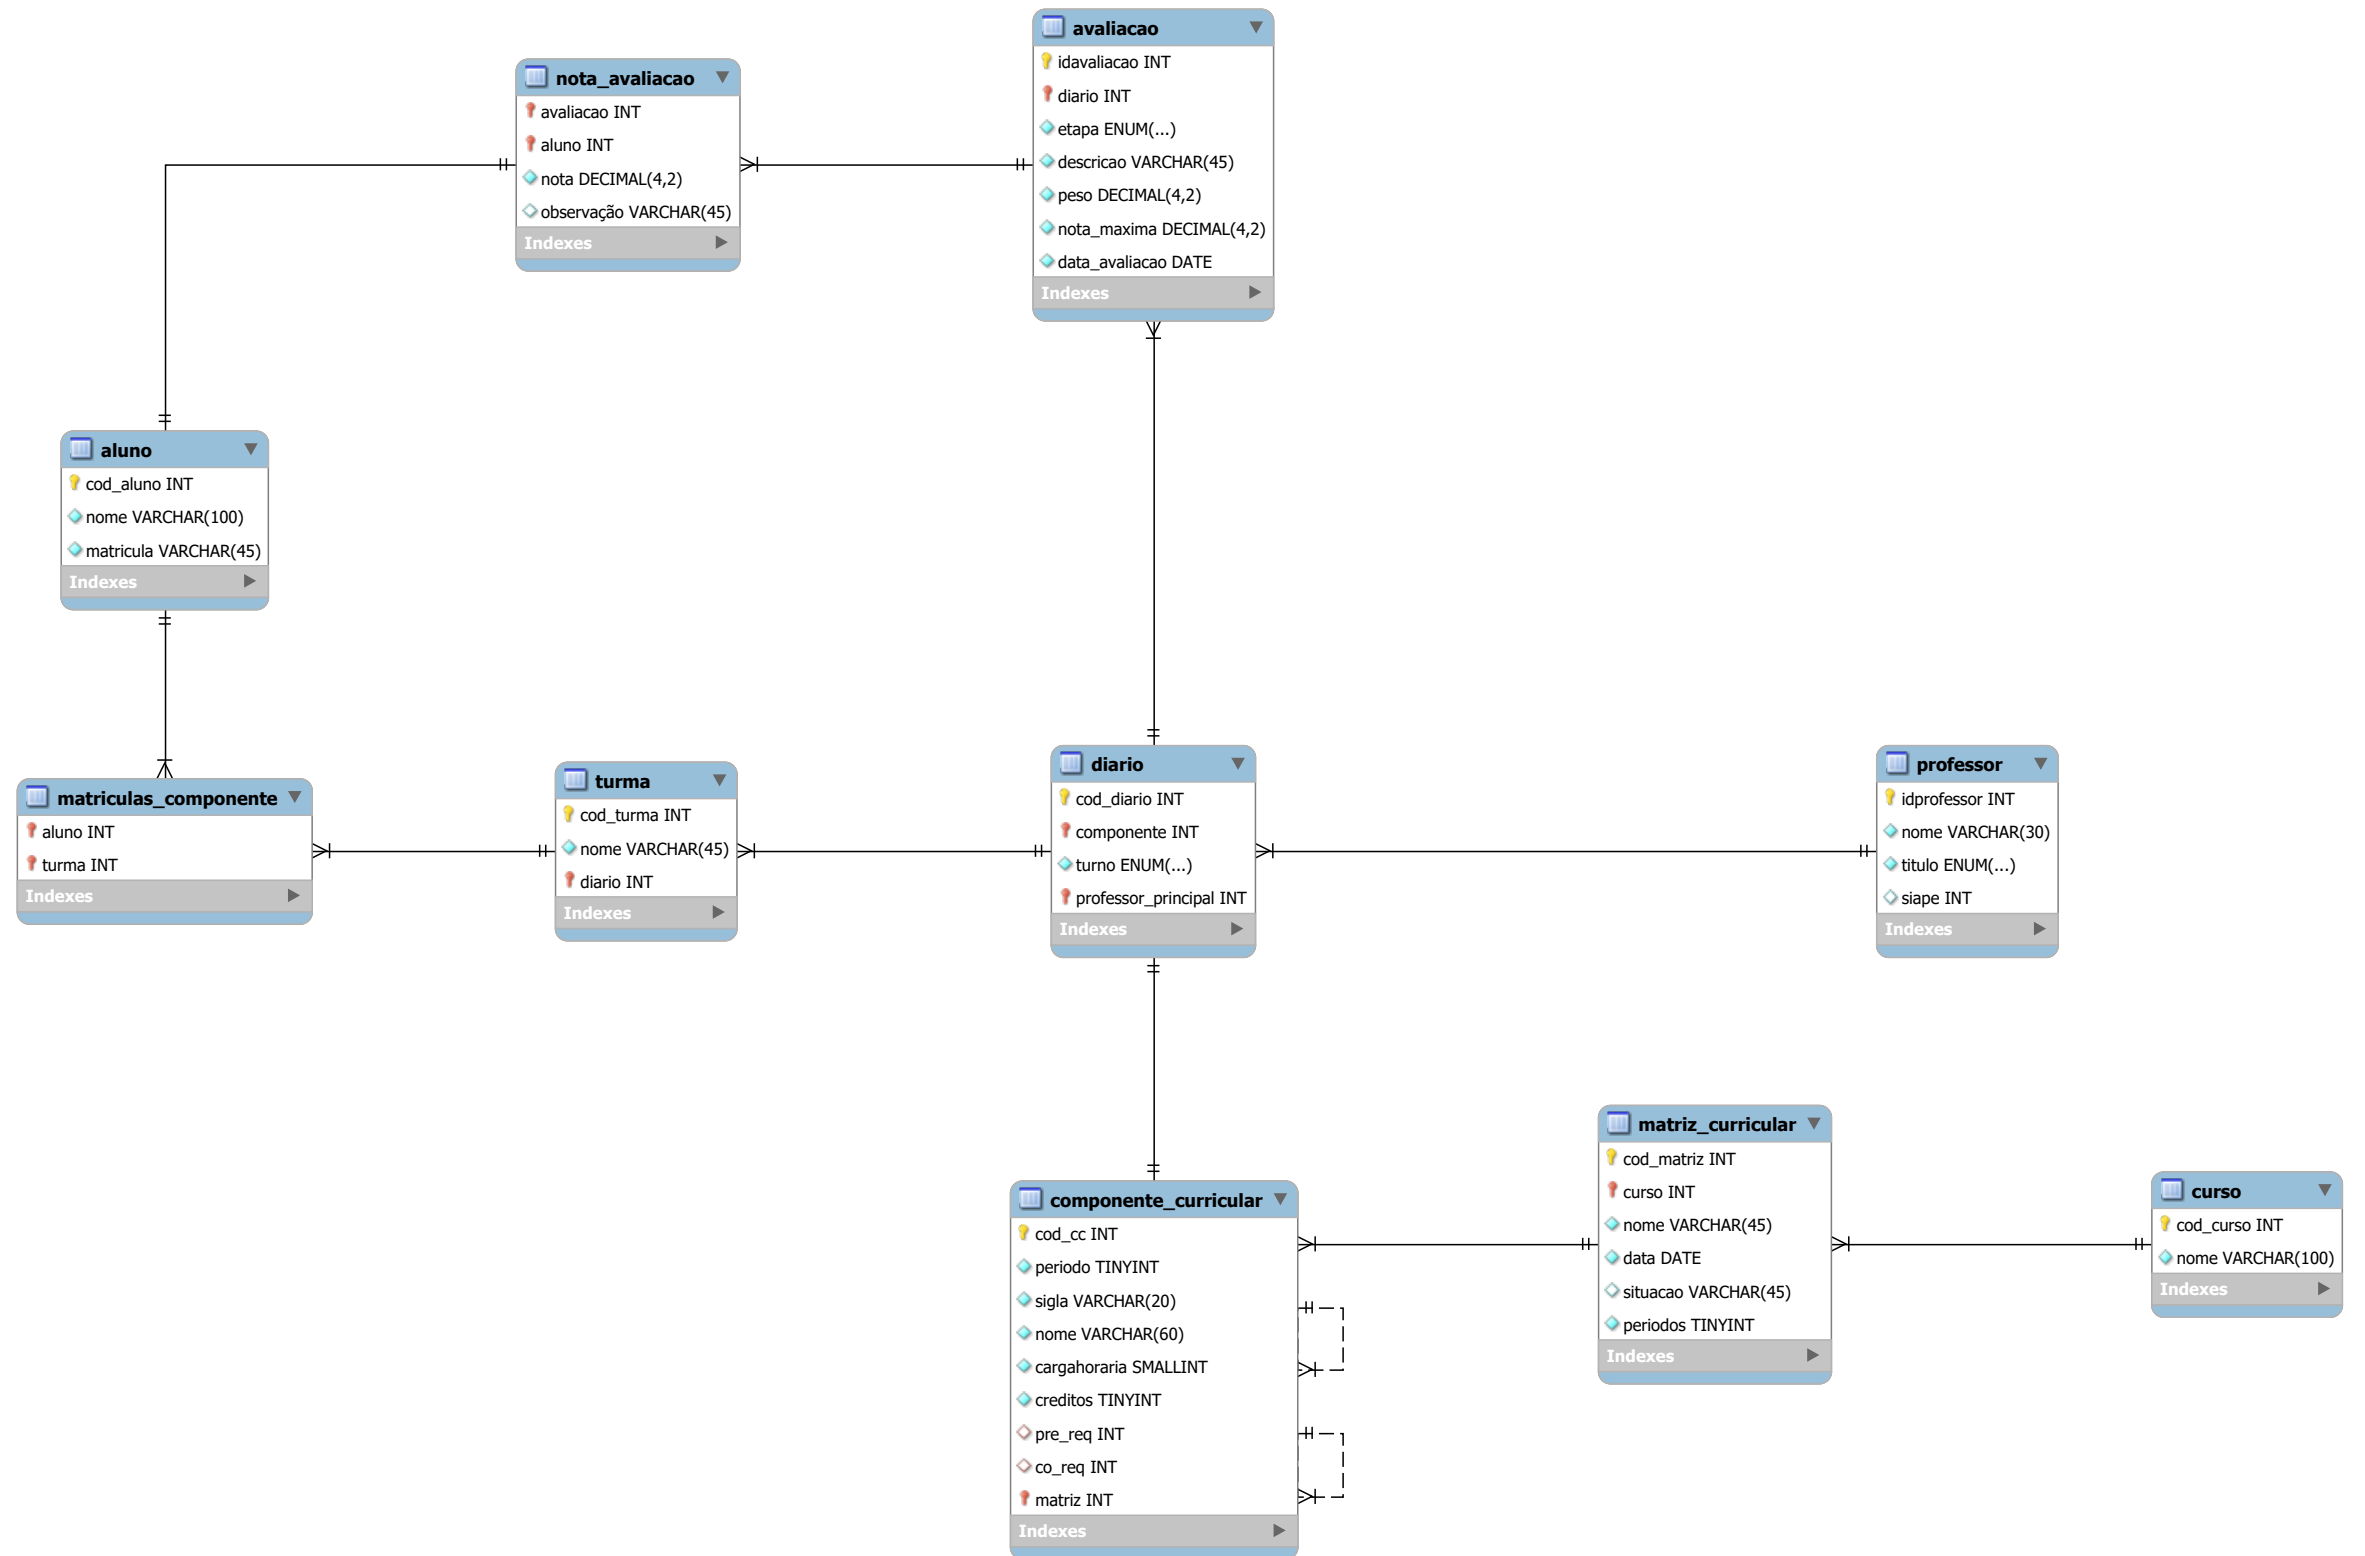 avaliacao
idavaliacao INT
diario INT
etapa ENUM(...)
descricao VARCHAR(45)
peso DECIMAL(4,2)
nota_maxima DECIMAL(4,2)
data_avaliacao DATE
Indexes
nota_avaliacao
avaliacao INT
aluno INT
nota DECIMAL(4,2)
observação VARCHAR(45)
Indexes
aluno
cod_aluno INT
nome VARCHAR(100)
matricula VARCHAR(45)
Indexes
matriculas_componente
aluno INT
turma INT
Indexes
turma
cod_turma INT
nome VARCHAR(45)
diario INT
Indexes
diario
cod_diario INT
componente INT
turno ENUM(...)
professor_principal INT
Indexes
professor
idprofessor INT
nome VARCHAR(30)
titulo ENUM(...)
siape INT
Indexes
componente_curricular
cod_cc INT
periodo TINYINT
sigla VARCHAR(20)
nome VARCHAR(60)
cargahoraria SMALLINT
creditos TINYINT
pre_req INT
co_req INT
matriz INT
Indexes
matriz_curricular
cod_matriz INT
curso INT
nome VARCHAR(45)
data DATE
situacao VARCHAR(45)
periodos TINYINT
Indexes
curso
cod_curso INT
nome VARCHAR(100)
Indexes